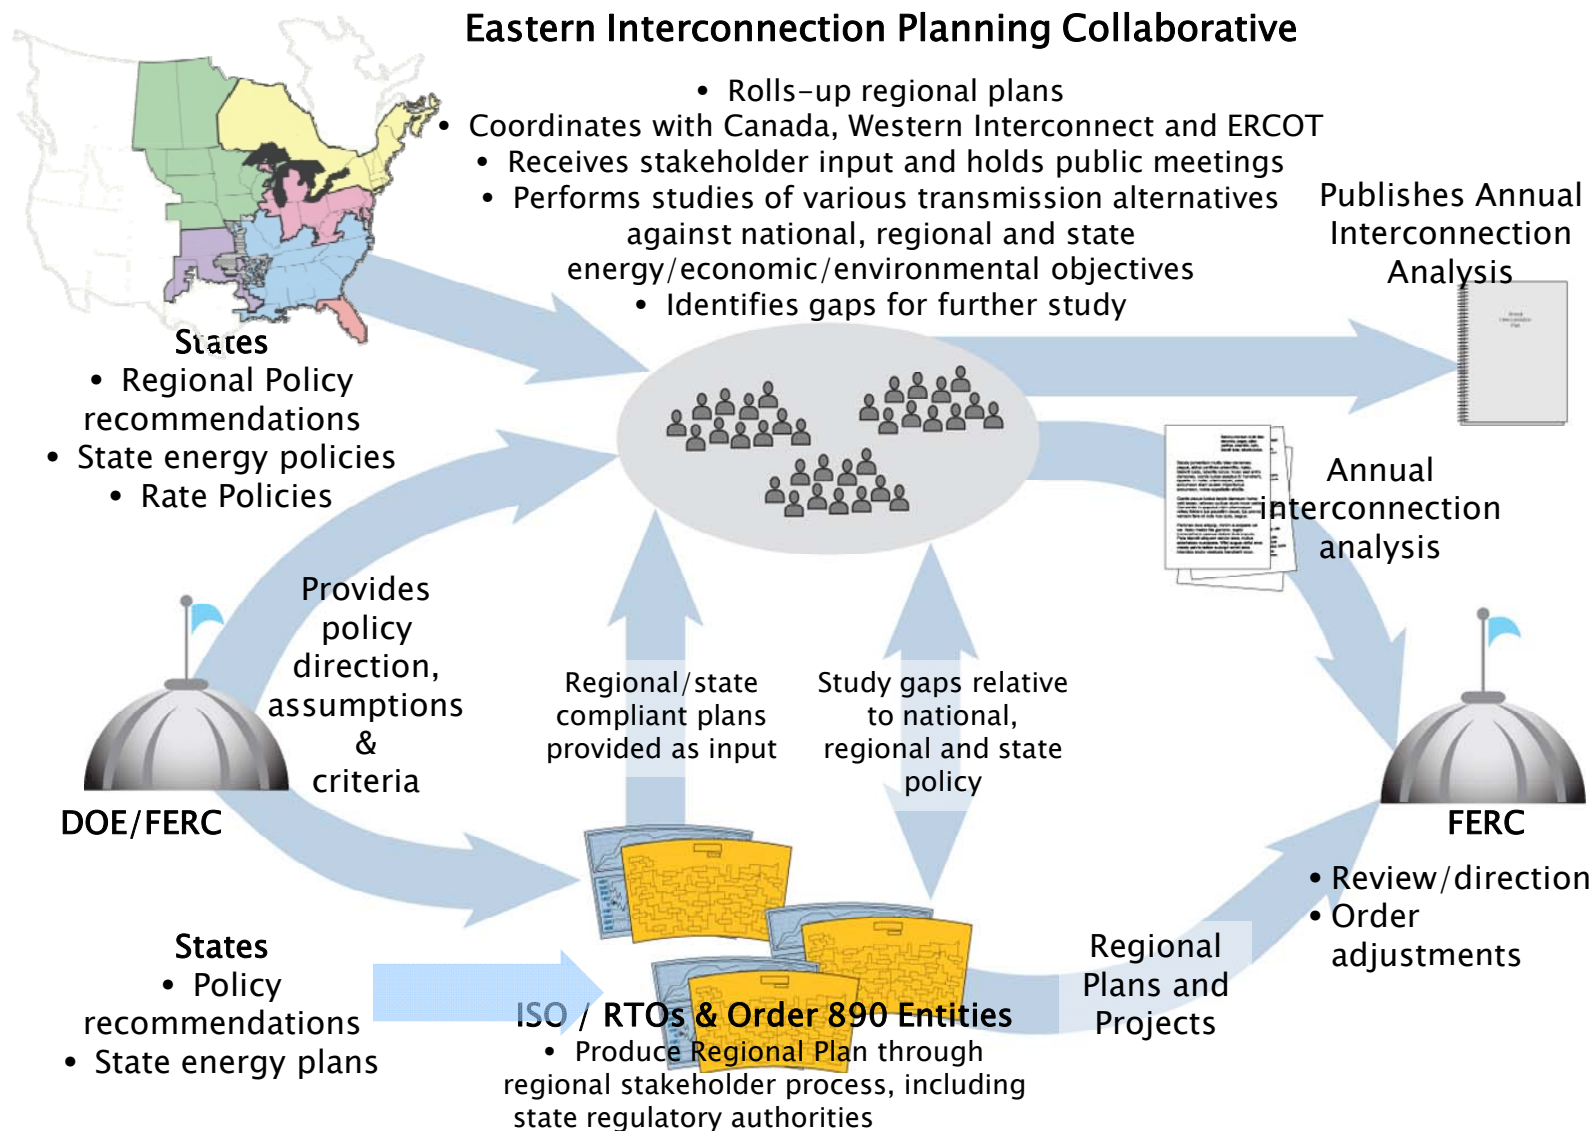 Eastern Interconnection Planning Collaborative
• Rolls-up regional plans
• Coordinates with Canada, Western Interconnect and ERCOT
• Receives stakeholder input and holds public meetings
• Performs studies of various transmission alternatives
against national, regional and state
energy/economic/environmental objectives
• Identifies gaps for further study
Publishes Annual
Interconnection
Analysis
States
• Regional Policy
recommendations
• State energy policies
• Rate Policies
Annual
interconnection
analysis
Provides
policy
direction,
assumptions
&
criteria
DOE/FERC
Regional/state
compliant plans
provided as input
Study gaps relative
to national,
regional and state
policy
FERC
• Review/direction
• Order
adjustments
States
• Policy
recommendations
• State energy plans
ISO / RTOs & Order 890 Entities
• Produce Regional Plan through
regional stakeholder process, including
state regulatory authorities
Regional
Plans and
Projects